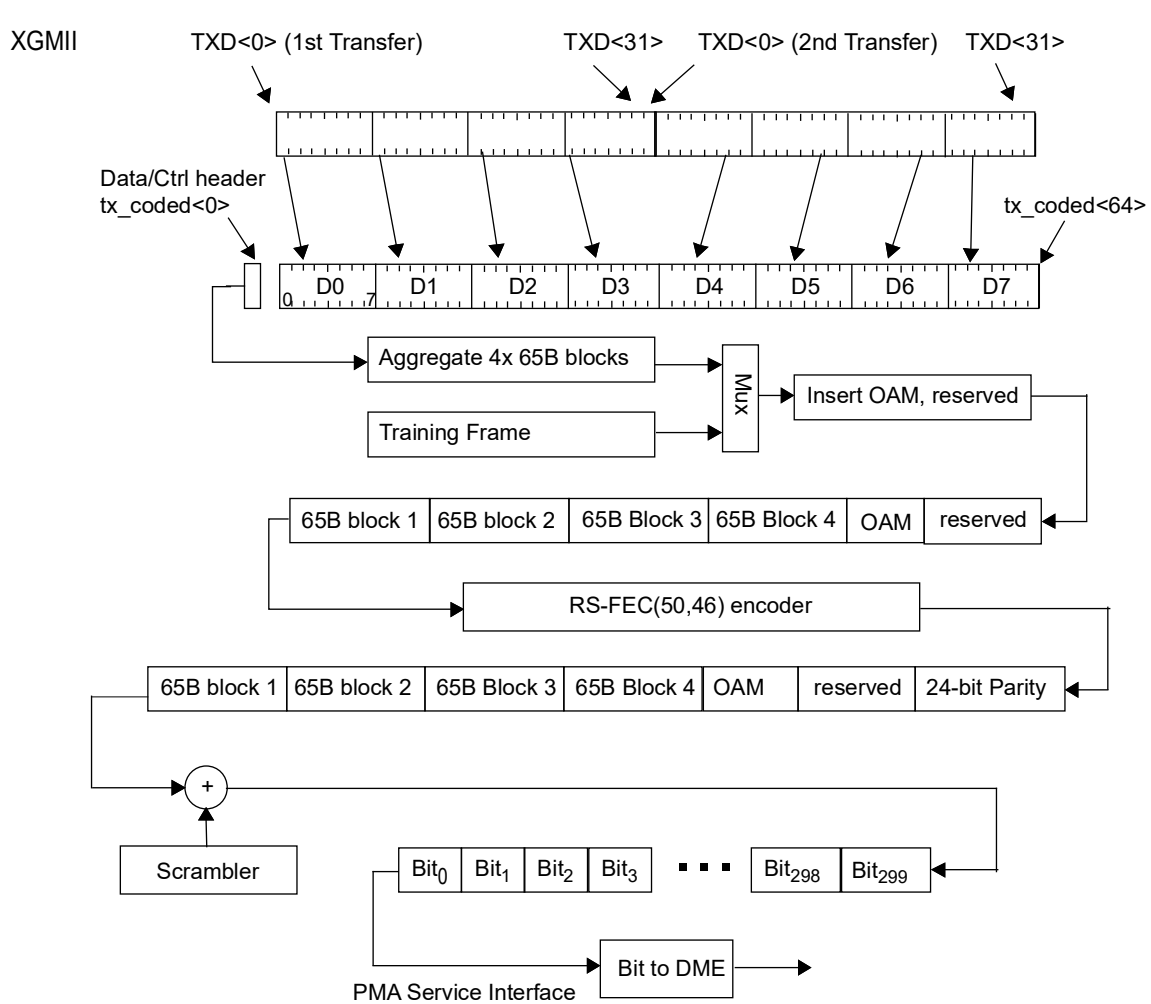 XGMII
TXD<0> (1st Transfer)
TXD<31>
TXD<0> (2nd Transfer)
TXD<31>
Data/Ctrl header
tx_coded<0>
tx_coded<64>
D0
D1
D2
D3
D4
D5
D6
D7
0
7
Aggregate 4x 65B blocks
Training Frame
Mux
Insert OAM, reserved
65B block 1
65B block 2
65B Block 3
65B Block 4
OAM
reserved
RS-FEC(50,46) encoder
65B block 1
65B block 2
65B Block 3
65B Block 4
OAM
reserved
24-bit Parity
+
Scrambler
Bit0
Bit1
Bit2
Bit3
Bit298
Bit299
Bit to DME
PMA Service Interface